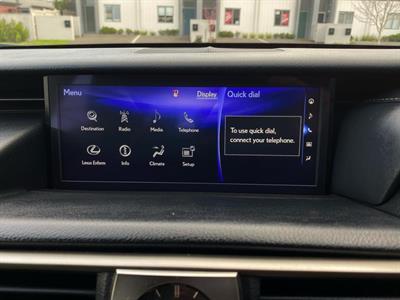 Menu
Display
Quick dial
Destination Radio Media Telephone
To use quick dial,
connect your telephone.
Lexus Enform Info Climate Setup